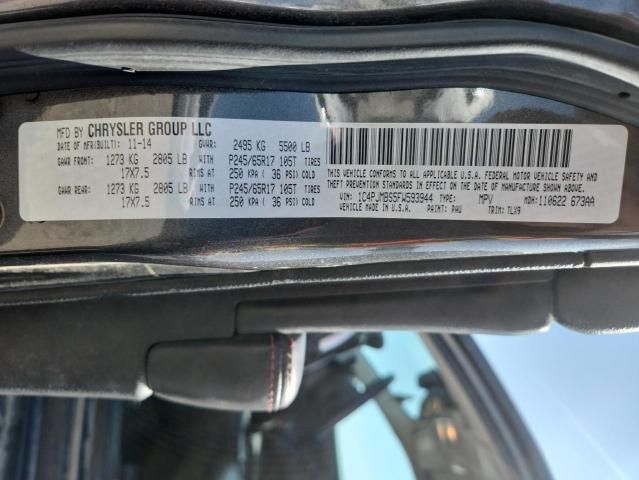 MFD BY CHRYSLER GROUP LLC
DATE OF MFR(BUILT): 11-14 GVWR: 2495 KG 5500 LB
GAWR FRONT: 1273 KG 2805 LB WITH P245/65R17 105T TIRES
17X7.5 RIMS AT 250 KPA ( 36 PSI) COLD
GAWR REAR: 1273 KG 2805 LB WITH P245/65R17 105T TIRES
17X7.5 RIMS AT 250 KPA ( 36 PSI) COLD
THIS VEHICLE CONFORMS TO ALL APPLICABLE U.S.A. FEDERAL MOTOR VEHICLE
SAFETY STANDARDS IN EFFECT ON THE DATE OF MANUFACTURE SHOWN ABOVE.
THEFT PREVENTION STANDARDS
VIN: 1C4PJMBS5FW593944 TYPE: MPV MDH: 110622 673AA
VEHICLE MADE IN U.S.A. PAINT: PAU TRIM: TLX9